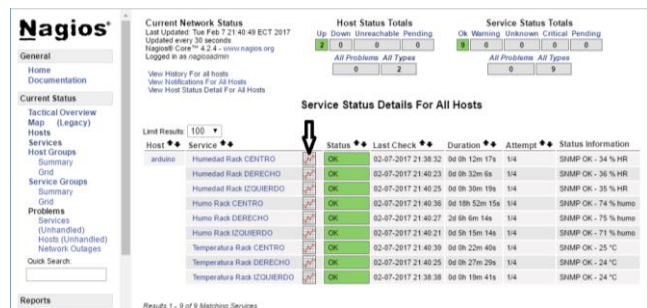 Nagios®
General
Home
Documentation
Current Status
Tactical Overview
Map (Legacy)
Hosts
Services
Host Groups
Summary
Grid
Service Groups
Summary
Grid
Problems
Services
(Unhandled)
Hosts (Unhandled)
Network Outages
Quick Search:
Reports
Current Network Status
Last Updated: Tue Feb 7 21:40:49 ECT 2017
Updated every 30 seconds
Nagios® Core™ 4.2.4 - www.nagios.org
Logged in as nagiosadmin
View History For all hosts
View Notifications For All Hosts
View Host Status Detail For All Hosts
Host Status Totals
Up Down Unreachable Pending
2 0 0 0
All Problems All Types
0 2
Service Status Totals
Ok Warning Unknown Critical Pending
9 0 0 0 0
All Problems All Types
0 9
Service Status Details For All Hosts
Limit Results: 100
Host Service Status Last Check Duration Attempt Status Information
arduino Humedad Rack CENTRO OK 02-07-2017 21:38:32 0d 0h 12m 17s 1/4 SNMP OK - 34 % HR
Humedad Rack DERECHO OK 02-07-2017 21:40:23 0d 0h 32m 6s 1/4 SNMP OK - 36 % HR
Humedad Rack IZQUIERDO OK 02-07-2017 21:40:25 0d 0h 30m 19s 1/4 SNMP OK - 35 % HR
Humo Rack CENTRO OK 02-07-2017 21:40:36 0d 18h 52m 15s 1/4 SNMP OK - 74 % humo
Humo Rack DERECHO OK 02-07-2017 21:40:27 2d 6h 6m 14s 1/4 SNMP OK - 75 % humo
Humo Rack IZQUIERDO OK 02-07-2017 21:40:21 0d 5h 15m 14s 1/4 SNMP OK - 71 % humo
Temperatura Rack CENTRO OK 02-07-2017 21:40:39 0d 0h 22m 40s 1/4 SNMP OK - 25 °C
Temperatura Rack DERECHO OK 02-07-2017 21:40:25 0d 0h 27m 29s 1/4 SNMP OK - 24 °C
Temperatura Rack IZQUIERDO OK 02-07-2017 21:38:38 0d 0h 19m 41s 1/4 SNMP OK - 24 °C
Results 1 - 9 of 9 Matching Services